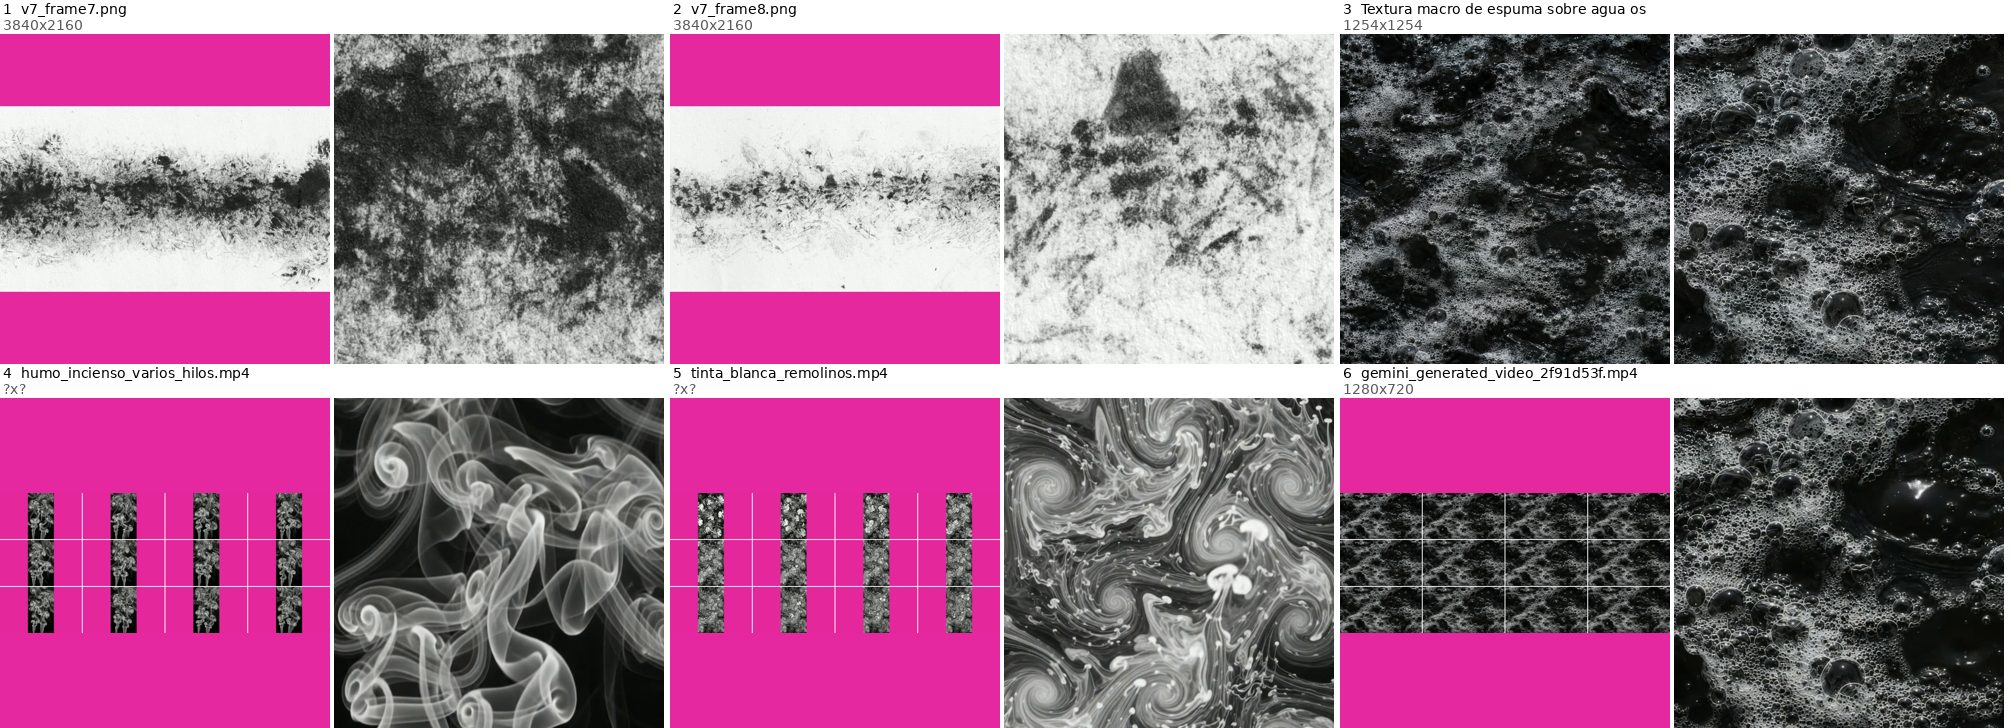 1 v7_frame7.png
3840x2160
2 v7_frame8.png
3840x2160
3 Textura macro de espuma sobre agua os
1254x1254
4 humo_incienso_varios_hilos.mp4
?x?
5 tinta_blanca_remolinos.mp4
?x?
6 gemini_generated_video_2f91d53f.mp4
1280x720